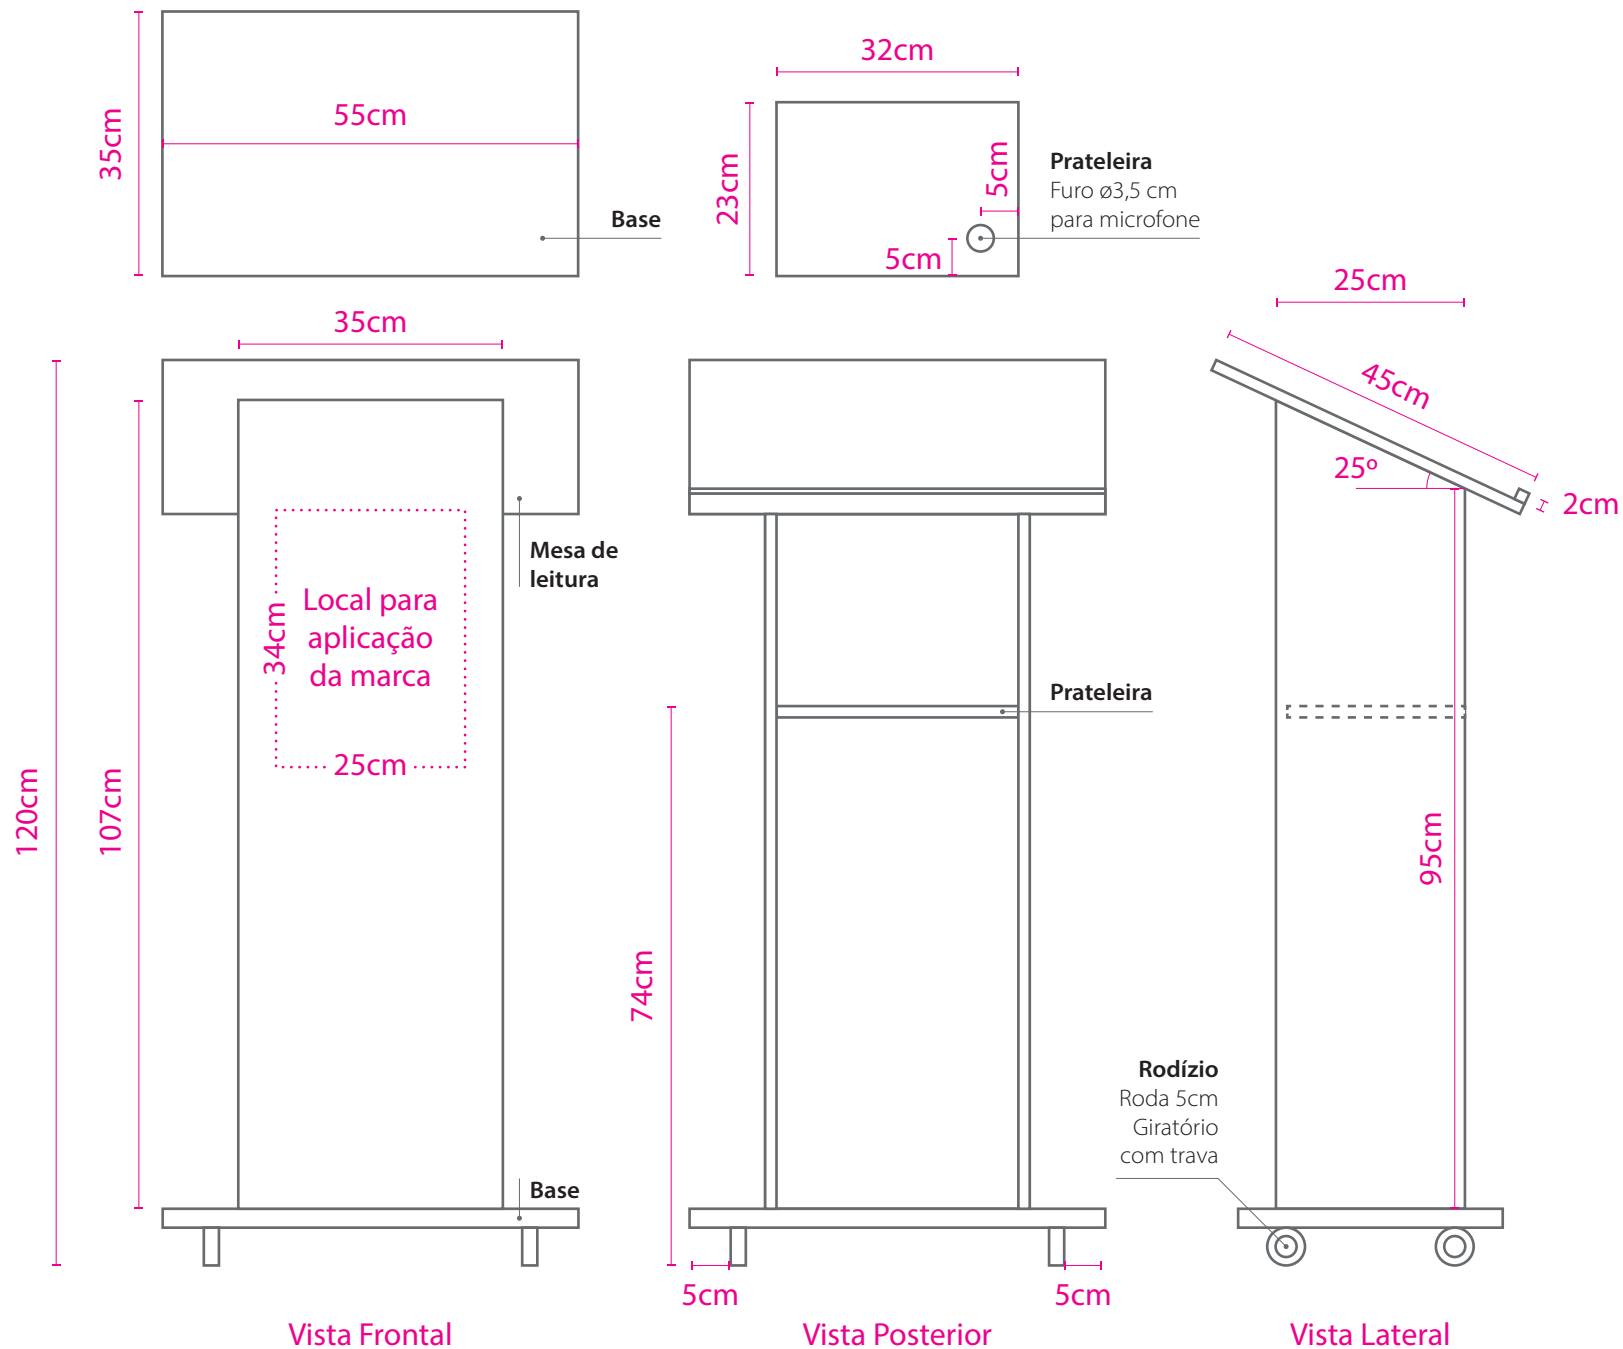 35cm
55cm
Base
32cm
23cm
5cm
5cm
Prateleira
Furo ø3,5 cm
para microfone
35cm
120cm
107cm
Mesa de
leitura
34cm
Local para
aplicação
da marca
25cm
Base
Vista Frontal
Prateleira
74cm
5cm
5cm
Vista Posterior
25cm
45cm
25º
2cm
95cm
Rodízio
Roda 5cm
Giratório
com trava
Vista Lateral